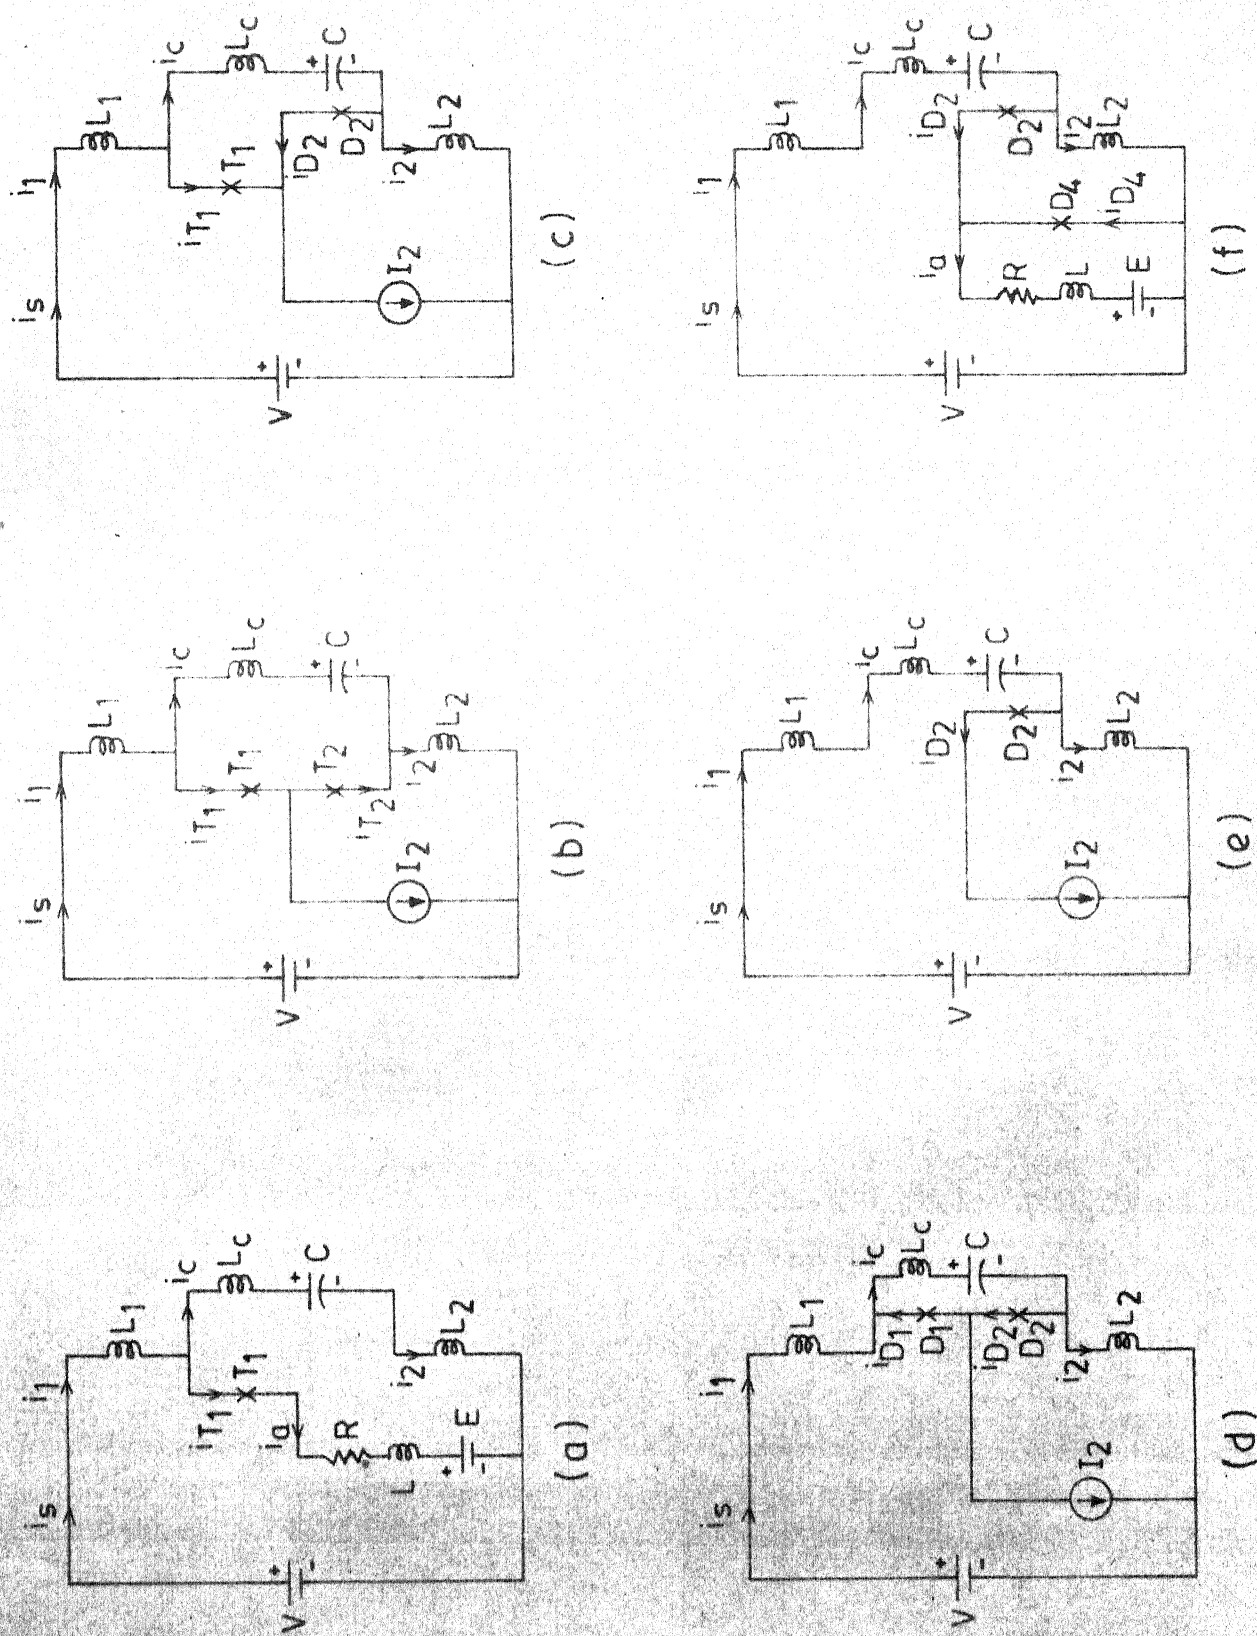 i1
L1
is
ic
Lc
iT1
T1
C
ia
R
L
E
i2
L2
V
(a)
i1
L1
is
ic
Lc
iT1
T1
C
T2
iT2
I2
i2
L2
V
(b)
i1
L1
is
ic
Lc
iT1
T1
C
iD2
D2
I2
i2
L2
V
(c)
i1
L1
is
ic
Lc
iD1
D1
C
iD2
D2
I2
i2
L2
V
(d)
i1
L1
is
ic
Lc
iD2
C
D2
I2
i2
L2
V
(e)
i1
L1
is
ic
Lc
iD2
C
ia
D2
R
D4
i2
L2
L
iD4
E
V
(f)